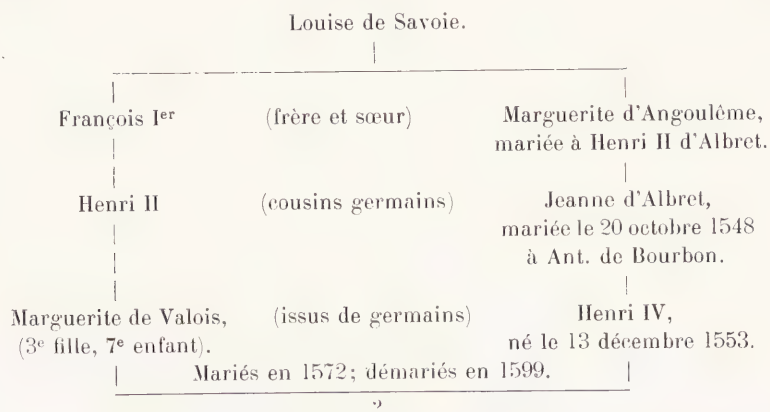 Louise de Savoie.
François Ier (frère et sœur) Marguerite d'Angoulême,
mariée à Henri II d'Albret.
Henri II (cousins germains) Jeanne d'Albret,
mariée le 20 octobre 1548
à Ant. de Bourbon.
Marguerite de Valois, (issus de germains) Henri IV,
(3e fille, 7e enfant). né le 13 décembre 1553.
Mariés en 1572; démariés en 1599.